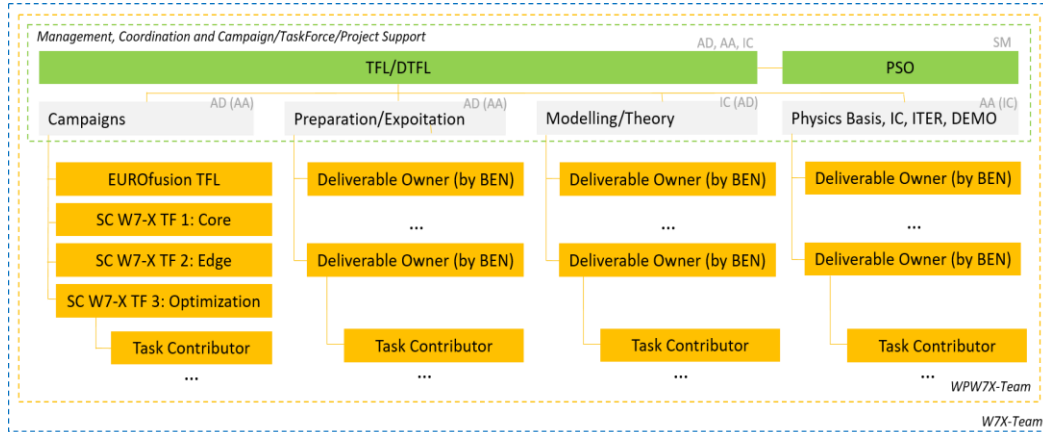 Management, Coordination and Campaign/TaskForce/Project Support
AD, AA, IC
SM
TFL/DTFL
PSO
AD (AA)
AD (AA)
IC (AD)
AA (IC)
Campaigns
Preparation/Expoitation
Modelling/Theory
Physics Basis, IC, ITER, DEMO
EUROfusion TFL
Deliverable Owner (by BEN)
Deliverable Owner (by BEN)
Deliverable Owner (by BEN)
SC W7-X TF 1: Core
...
...
...
SC W7-X TF 2: Edge
Deliverable Owner (by BEN)
Deliverable Owner (by BEN)
Deliverable Owner (by BEN)
SC W7-X TF 3: Optimization
Task Contributor
Task Contributor
Task Contributor
Task Contributor
...
...
...
...
WPW7X-Team
W7X-Team